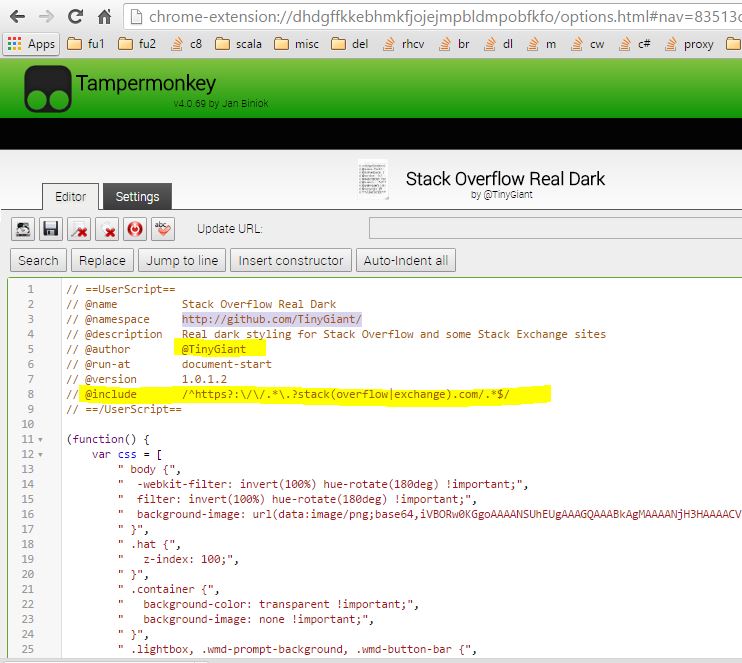 chrome-extension://dhdgffkkebhmkfjojejmpbldmpobfkfo/options.html#nav=83513c
Apps fu1 fu2 c8 scala misc del rhcv br dl m cw c# proxy
Tampermonkey
v4.0.69 by Jan Biniok
Stack Overflow Real Dark
by @TinyGiant
Editor Settings
Update URL:
Search Replace Jump to line Insert constructor Auto-Indent all
1 // ==UserScript==
2 // @name Stack Overflow Real Dark
3 // @namespace http://github.com/TinyGiant/
4 // @description Real dark styling for Stack Overflow and some Stack Exchange sites
5 // @author @TinyGiant
6 // @run-at document-start
7 // @version 1.0.1.2
8 // @include /^https?:\/\/.*\.?stack(overflow|exchange).com/.*$/
9 // ==/UserScript==
10
11 (function() {
12 var css = [
13 " body {",
14 " -webkit-filter: invert(100%) hue-rotate(180deg) !important;",
15 " filter: invert(100%) hue-rotate(180deg) !important;",
16 " background-image: url(data:image/png;base64,iVBORw0KGgoAAAANSUhEUgAAAGQAAABkAgMAAAANjH3HAAAACV
17 " }",
18 " .hat {",
19 " z-index: 100;",
20 " }",
21 " .container {",
22 " background-color: transparent !important;",
23 " background-image: none !important;",
24 " }",
25 " .lightbox, .wmd-prompt-background, .wmd-button-bar {",